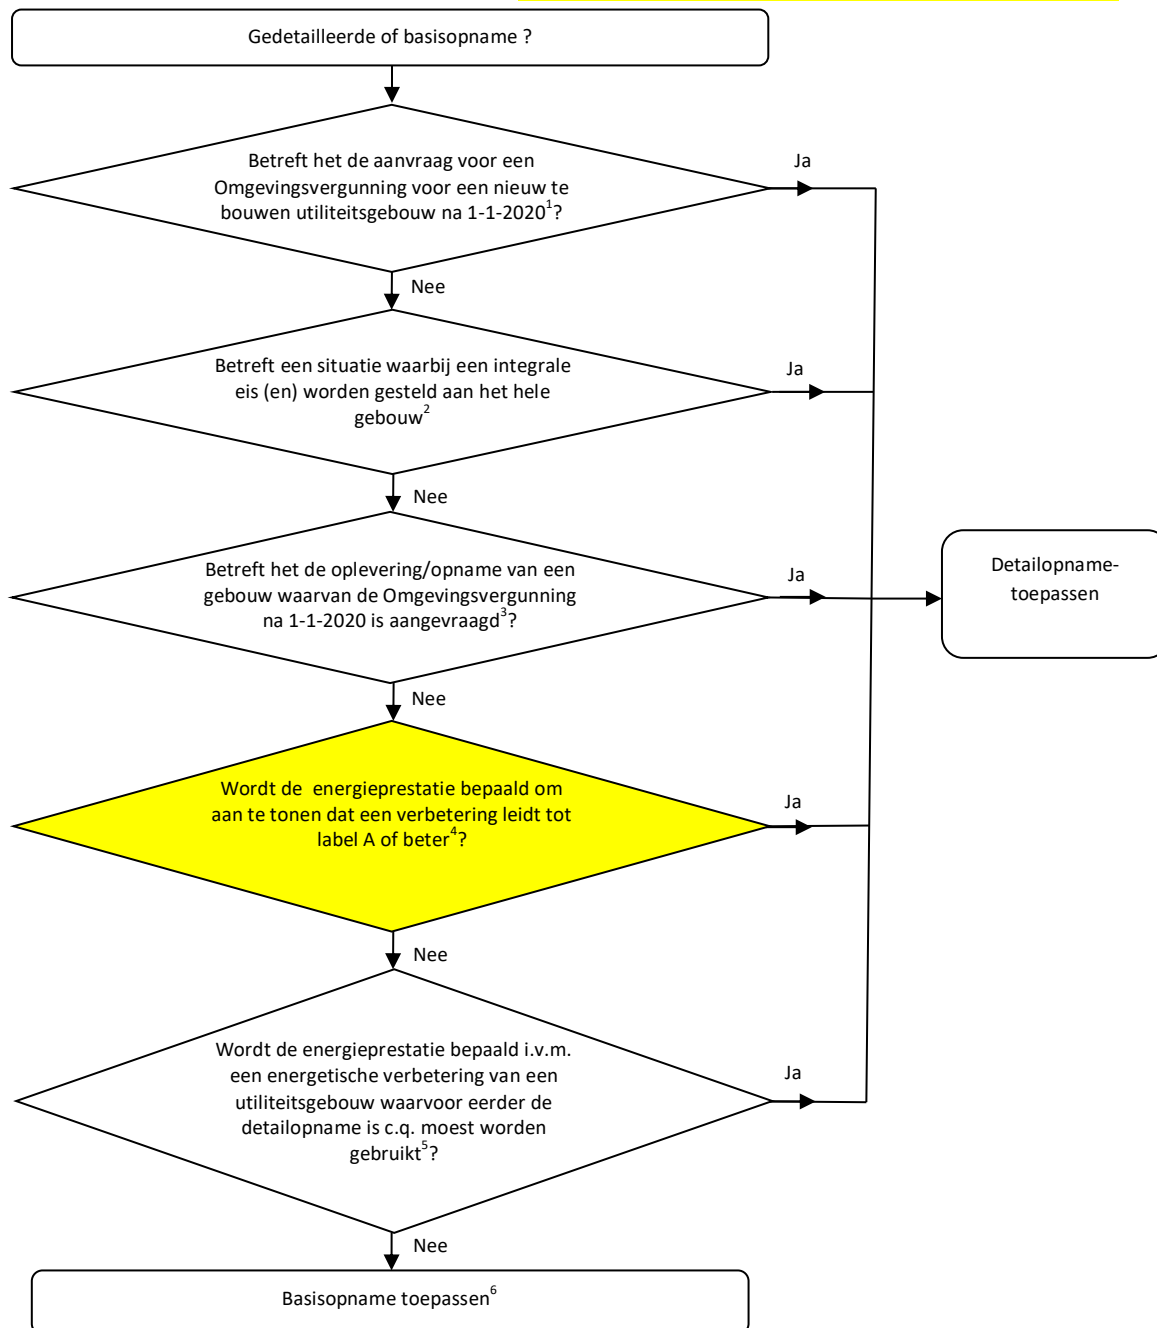 Gedetailleerde of basisopname ?
Betreft het de aanvraag voor een
Omgevingsvergunning voor een nieuw te
bouwen utiliteitsgebouw na 1-1-2020¹?
Ja
Nee
Betreft een situatie waarbij een integrale
eis (en) worden gesteld aan het hele
gebouw²
Ja
Nee
Betreft het de oplevering/opname van een
gebouw waarvan de Omgevingsvergunning
na 1-1-2020 is aangevraagd³?
Ja
Detailopname-
toepassen
Nee
Wordt de  energieprestatie bepaald om
aan te tonen dat een verbetering leidt tot
label A of beter⁴?
Ja
Nee
Wordt de energieprestatie bepaald i.v.m.
een energetische verbetering van een
utiliteitsgebouw waarvoor eerder de
detailopname is c.q. moest worden
gebruikt⁵?
Ja
Nee
Basisopname toepassen⁶